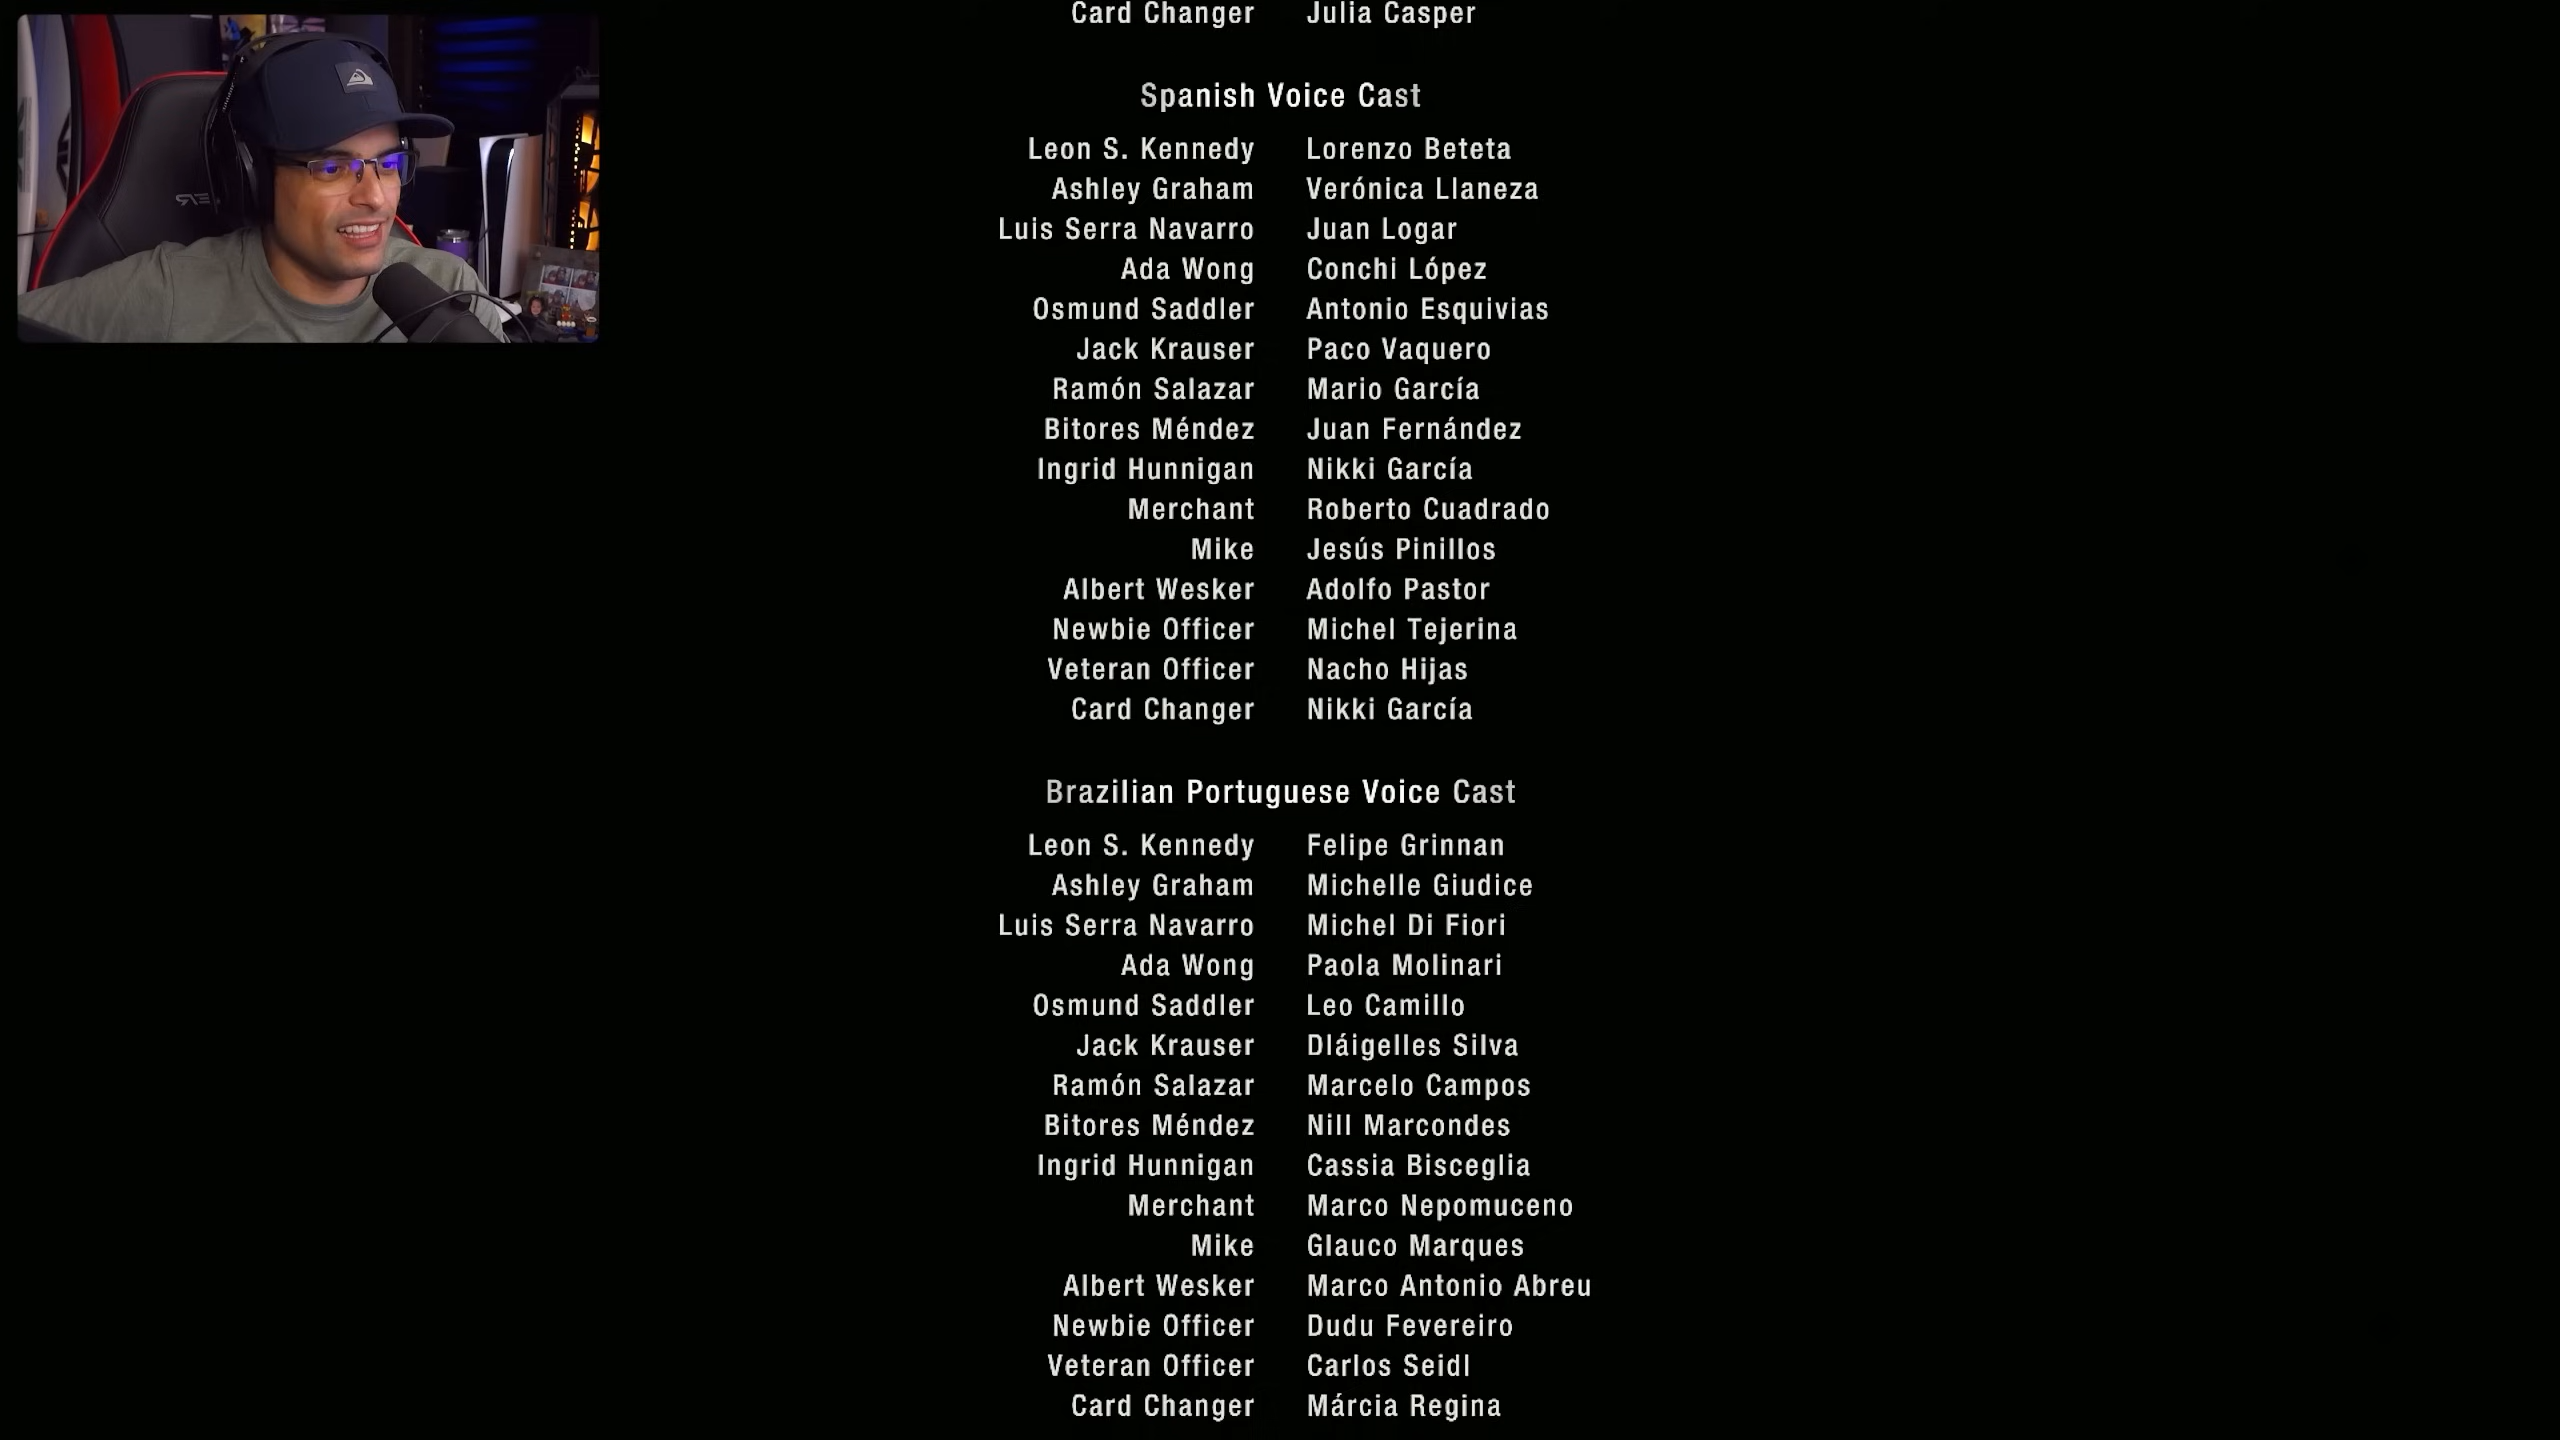 Card Changer Julia Casper
Spanish Voice Cast
Leon S. Kennedy Lorenzo Beteta
Ashley Graham Verónica Llaneza
Luis Serra Navarro Juan Logar
Ada Wong Conchi López
Osmund Saddler Antonio Esquivias
Jack Krauser Paco Vaquero
Ramón Salazar Mario García
Bitores Méndez Juan Fernández
Ingrid Hunnigan Nikki García
Merchant Roberto Cuadrado
Mike Jesús Pinillos
Albert Wesker Adolfo Pastor
Newbie Officer Michel Tejerina
Veteran Officer Nacho Hijas
Card Changer Nikki García
Brazilian Portuguese Voice Cast
Leon S. Kennedy Felipe Grinnan
Ashley Graham Michelle Giudice
Luis Serra Navarro Michel Di Fiori
Ada Wong Paola Molinari
Osmund Saddler Leo Camillo
Jack Krauser Dláigelles Silva
Ramón Salazar Marcelo Campos
Bitores Méndez Nill Marcondes
Ingrid Hunnigan Cassia Bisceglia
Merchant Marco Nepomuceno
Mike Glauco Marques
Albert Wesker Marco Antonio Abreu
Newbie Officer Dudu Fevereiro
Veteran Officer Carlos Seidl
Card Changer Márcia Regina